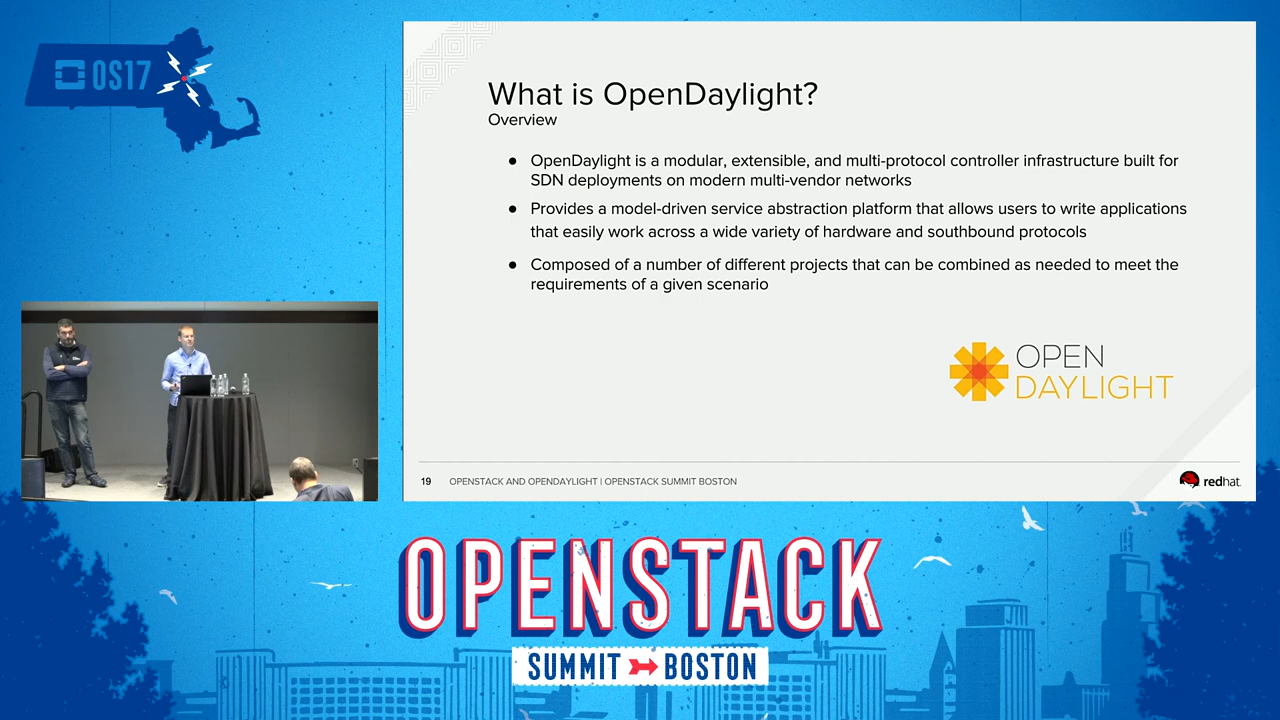 OS17
What is OpenDaylight?
Overview
● OpenDaylight is a modular, extensible, and multi-protocol controller infrastructure built for
SDN deployments on modern multi-vendor networks
● Provides a model-driven service abstraction platform that allows users to write applications
that easily work across a wide variety of hardware and southbound protocols
● Composed of a number of different projects that can be combined as needed to meet the
requirements of a given scenario
OPEN
DAYLIGHT
19 OPENSTACK AND OPENDAYLIGHT | OPENSTACK SUMMIT BOSTON
redhat.
OPENSTACK
SUMMIT BOSTON